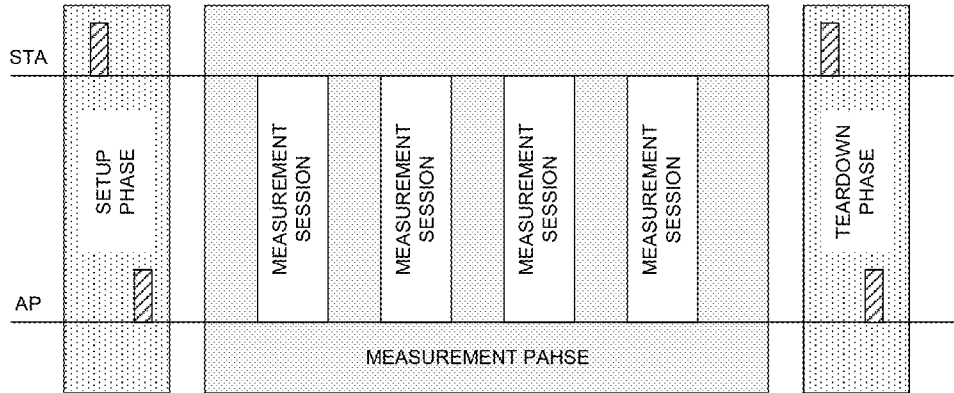 STA
SETUP
PHASE
MEASUREMENT
SESSION
MEASUREMENT
SESSION
MEASUREMENT
SESSION
MEASUREMENT
SESSION
TEARDOWN
PHASE
AP
MEASUREMENT PAHSE